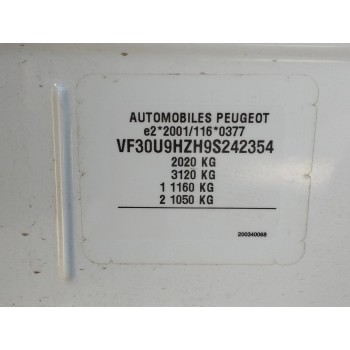 AUTOMOBILES PEUGEOT
e2*2001/116*0377
VF30U9HZH9S242354
2020 KG
3120 KG
1 1160 KG
2 1050 KG
200340068